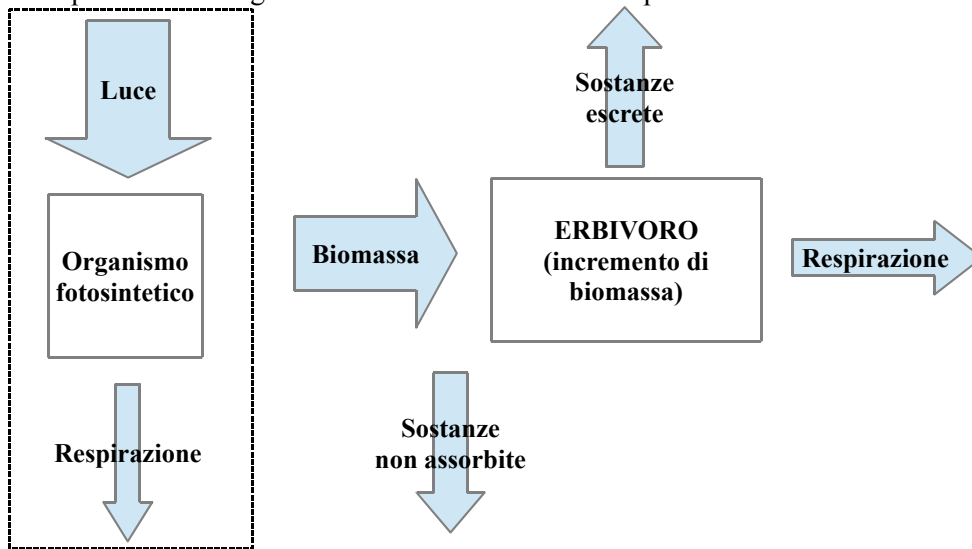 Luce
Organismo
fotosintetico
Respirazione
Biomassa
Sostanze
non assorbite
Sostanze
escrete
ERBIVORO
(incremento di
biomassa)
Respirazione